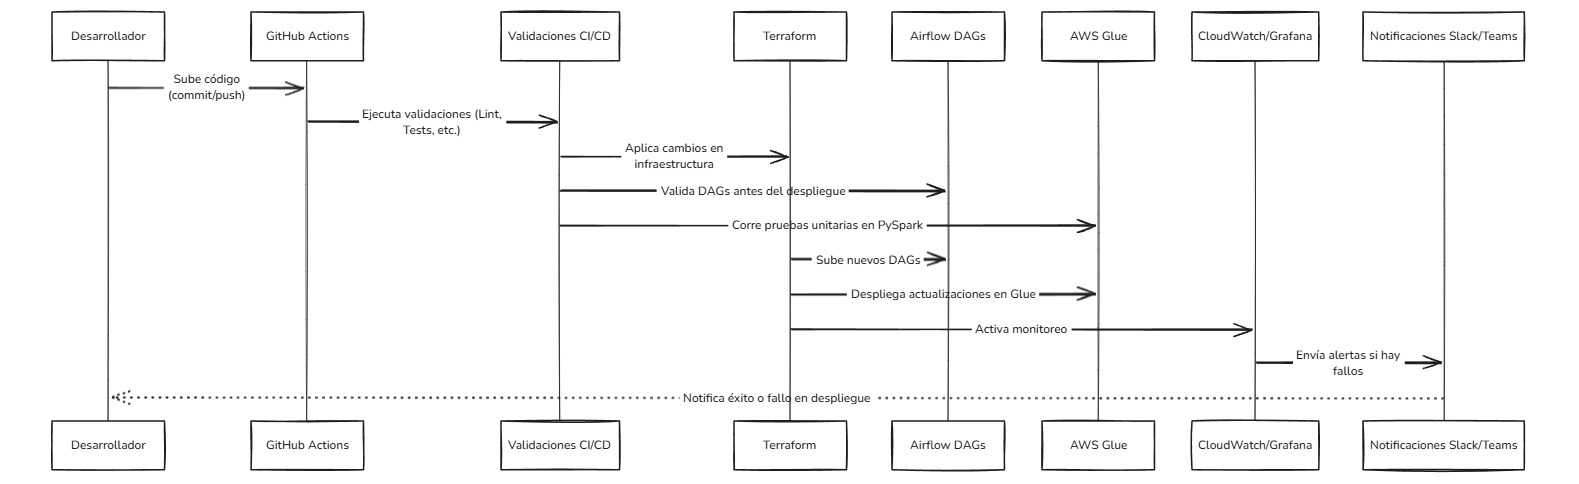 Desarrollador
GitHub Actions
Validaciones CI/CD
Terraform
Airflow DAGs
AWS Glue
CloudWatch/Grafana
Notificaciones Slack/Teams
Sube código
(commit/push)
Ejecuta validaciones (Lint,
Tests, etc.)
Aplica cambios en
infraestructura
Valida DAGs antes del despliegue
Corre pruebas unitarias en PySpark
Sube nuevos DAGs
Despliega actualizaciones en Glue
Activa monitoreo
Envía alertas si hay
fallos
Notifica éxito o fallo en despliegue
Desarrollador
GitHub Actions
Validaciones CI/CD
Terraform
Airflow DAGs
AWS Glue
CloudWatch/Grafana
Notificaciones Slack/Teams